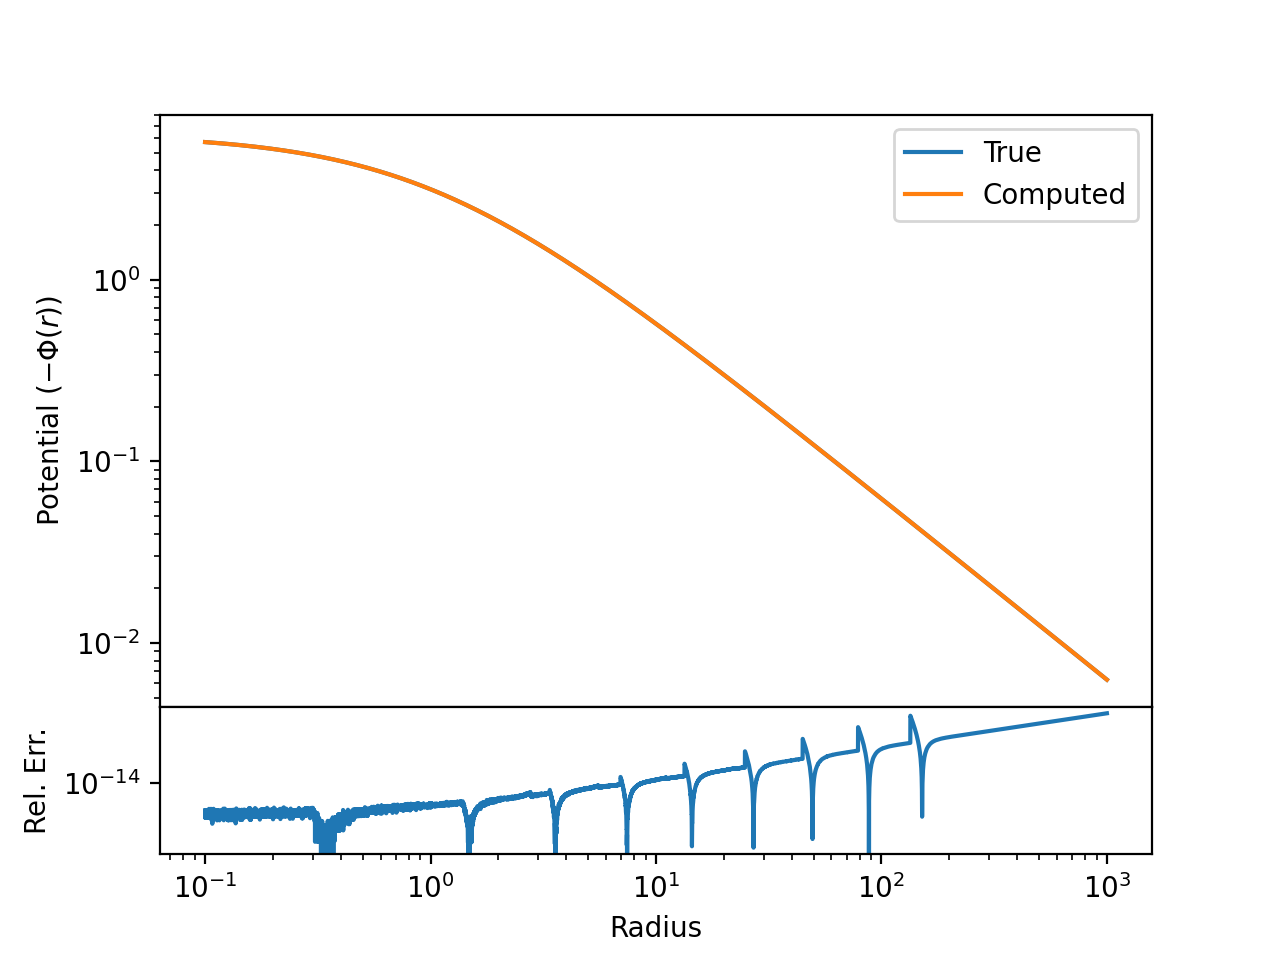 True
Computed
10⁰
10⁻¹
10⁻²
Potential (−Φ(r))
10⁻¹⁴
Rel. Err.
10⁻¹ 10⁰ 10¹ 10² 10³
Radius